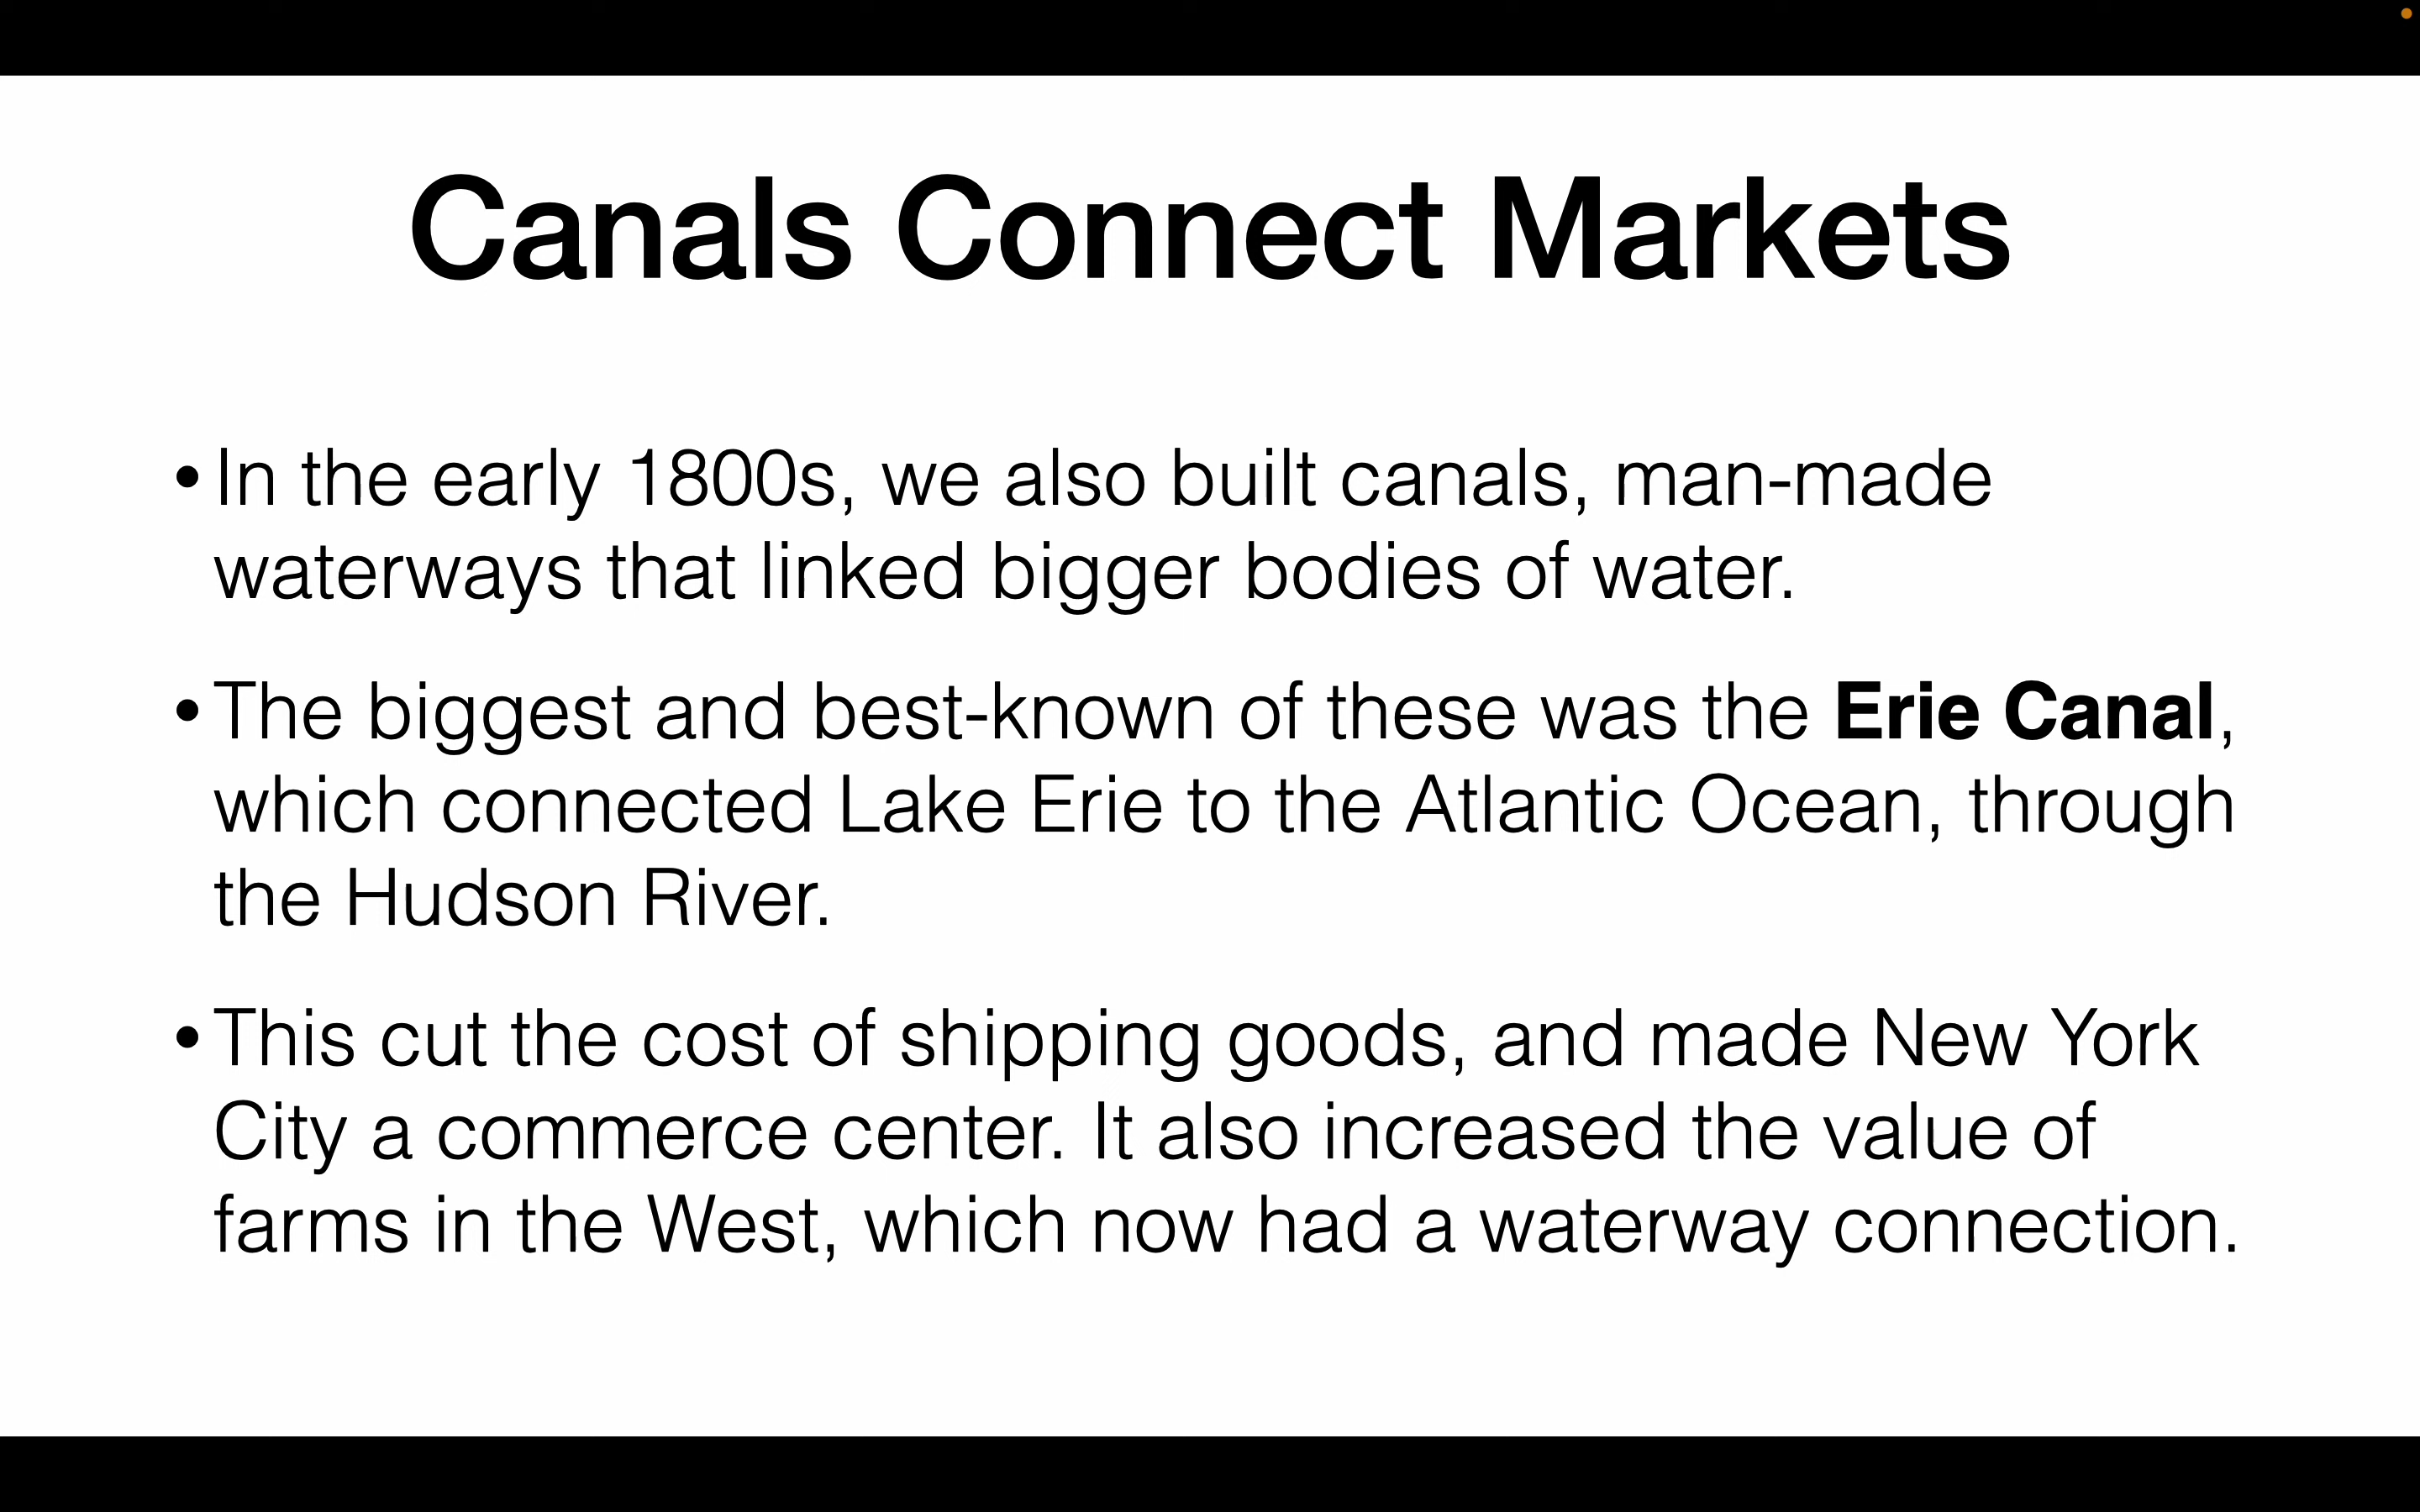 Canals Connect Markets
• In the early 1800s, we also built canals, man-made
waterways that linked bigger bodies of water.
• The biggest and best-known of these was the Erie Canal,
which connected Lake Erie to the Atlantic Ocean, through
the Hudson River.
• This cut the cost of shipping goods, and made New York
City a commerce center. It also increased the value of
farms in the West, which now had a waterway connection.